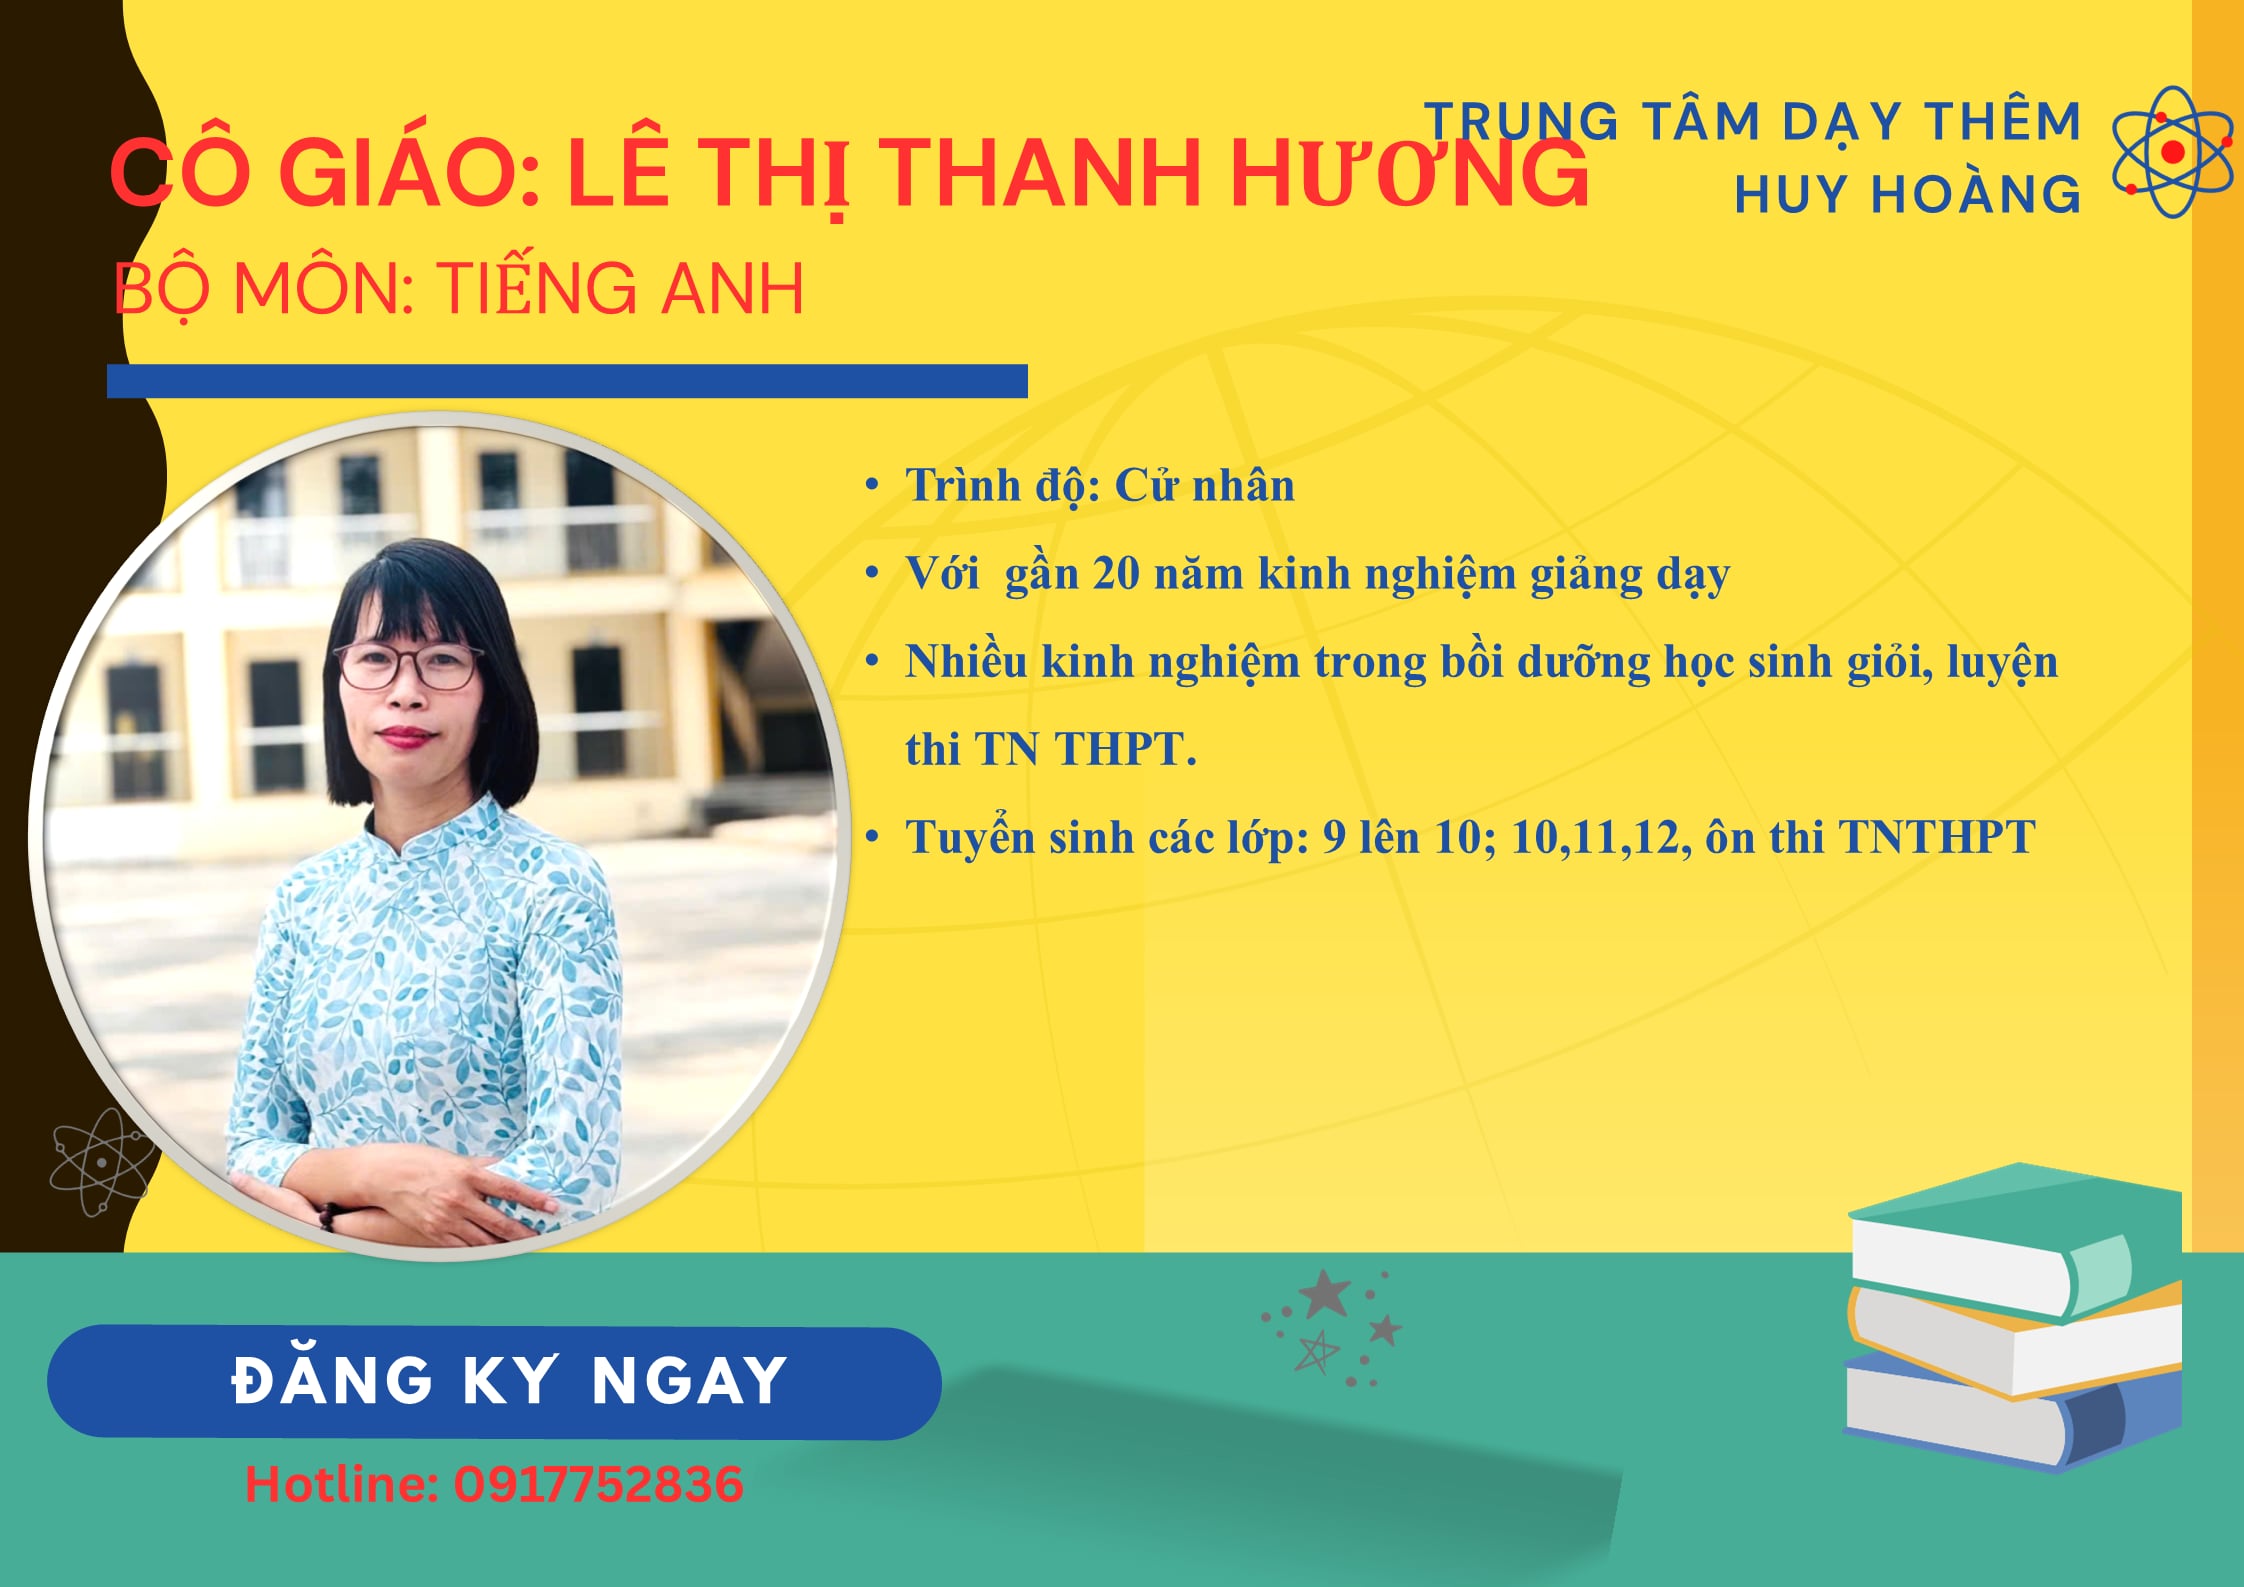 TRUNG TÂM DẠY THÊM
HUY HOÀNG
CÔ GIÁO: LÊ THỊ THANH HƯƠNG
BỘ MÔN: TIẾNG ANH
• Trình độ: Cử nhân
• Với gần 20 năm kinh nghiệm giảng dạy
• Nhiều kinh nghiệm trong bồi dưỡng học sinh giỏi, luyện
thi TN THPT.
• Tuyển sinh các lớp: 9 lên 10; 10,11,12, ôn thi TNTHPT
ĐĂNG KÝ NGAY
Hotline: 0917752836